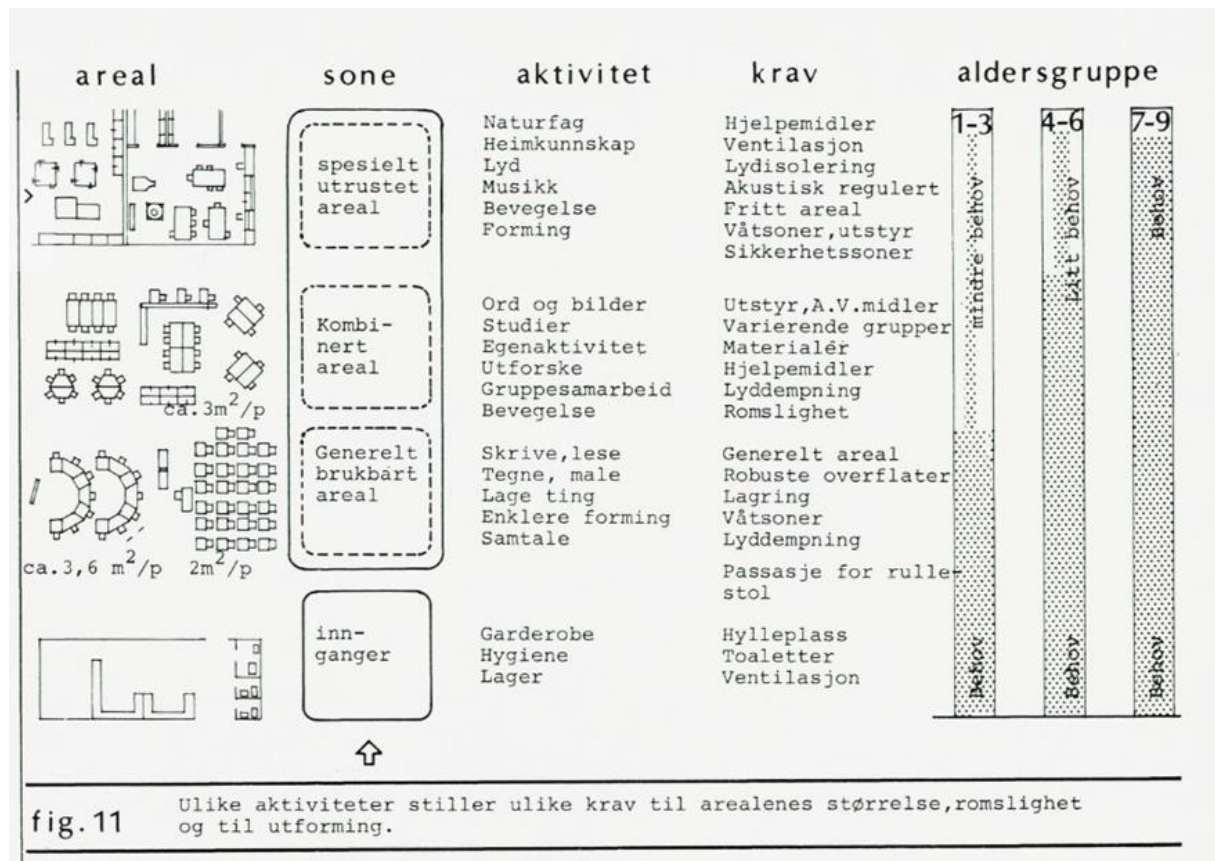 areal
sone
aktivitet
krav
aldersgruppe
1-3
4-6
7-9
spesielt
utrustet
areal
Naturfag
Heimkunnskap
Lyd
Musikk
Bevegelse
Forming
Hjelpemidler
Ventilasjon
Lydisolering
Akustisk regulert
Fritt areal
Våtsoner,utstyr
Sikkerhetssoner
mindre behov
Litt behov
Behov
ca.3m²/p
Kombi-
nert
areal
Ord og bilder
Studier
Egenaktivitet
Utforske
Gruppesamarbeid
Bevegelse
Utstyr,A.V.midler
Varierende grupper
Materialer
Hjelpemidler
Lyddempning
Romslighet
ca.3,6 m²/p
2m²/p
Generelt
brukbart
areal
Skrive,lese
Tegne, male
Lage ting
Enklere forming
Samtale
Generelt areal
Robuste overflater
Lagring
Våtsoner
Lyddempning
Passasje for rulle-
stol
inn-
ganger
Garderobe
Hygiene
Lager
Hylleplass
Toaletter
Ventilasjon
Behov
Behov
Behov
fig.11
Ulike aktiviteter stiller ulike krav til arealenes størrelse,romslighet
og til utforming.